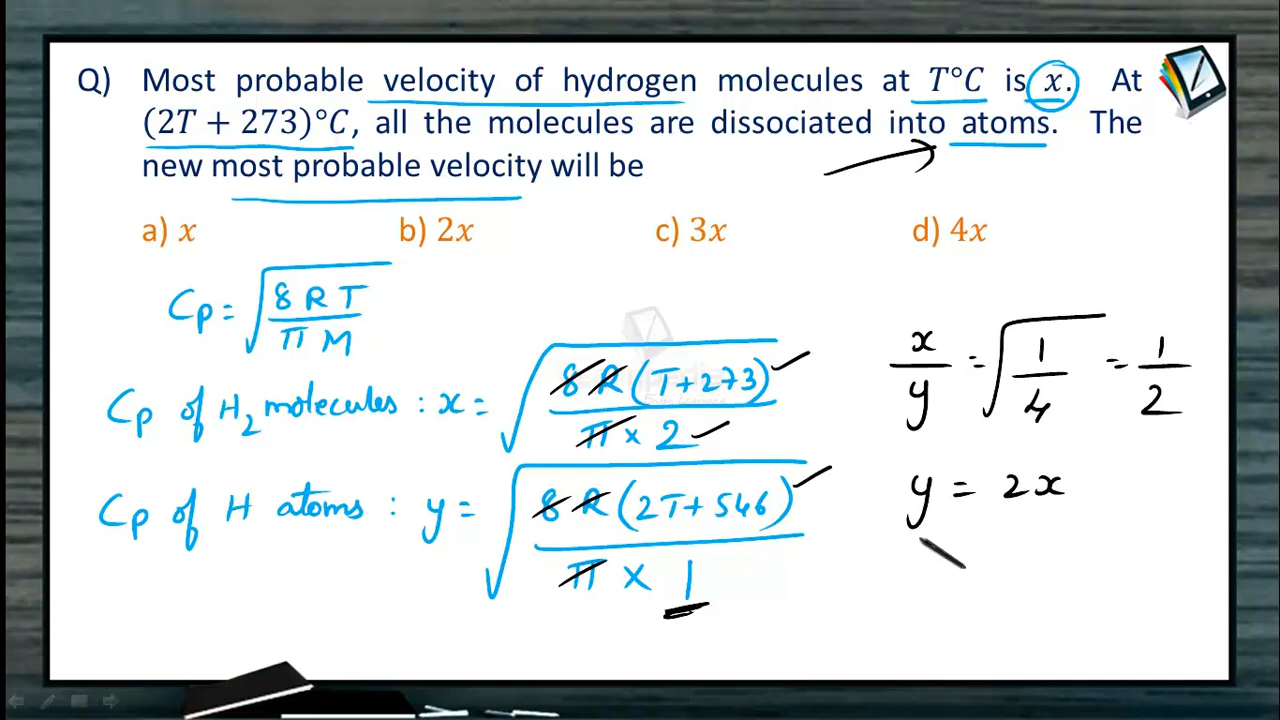 Q) Most probable velocity of hydrogen molecules at T°C is x. At
(2T + 273)°C, all the molecules are dissociated into atoms. The
new most probable velocity will be
a) x b) 2x c) 3x d) 4x
Cp = √(8RT / πM)
Cp of H₂ molecules : x = √(8R(T+273) / π × 2)
Cp of H atoms : y = √(8R(2T+546) / π × 1)
x/y = √(1/4) = 1/2
y = 2x